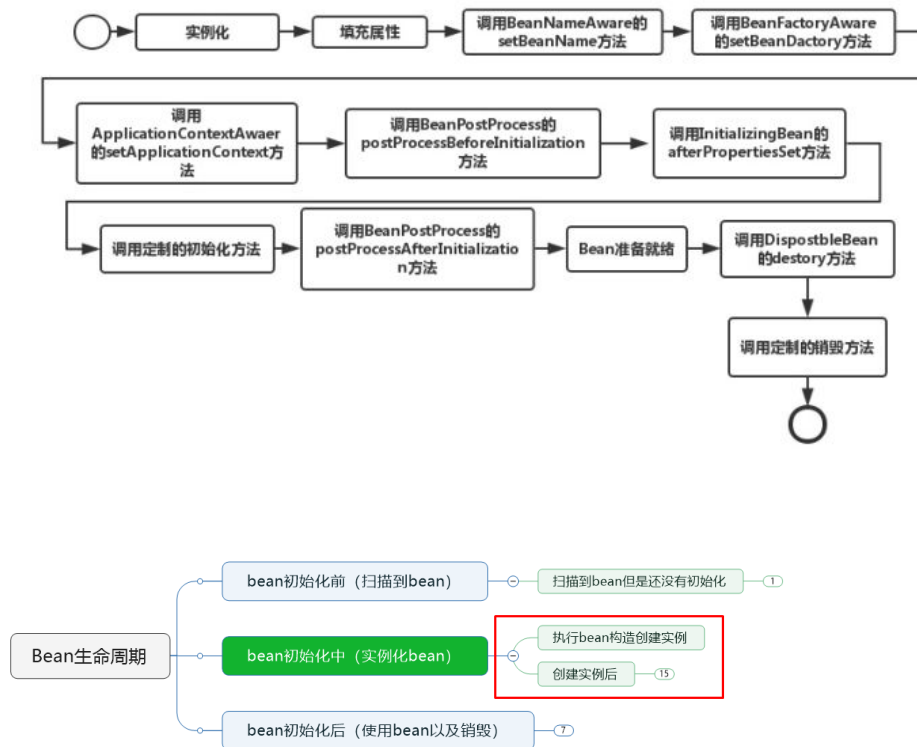 实例化
填充属性
调用BeanNameAware的
setBeanName方法
调用BeanFactoryAware
的setBeanDactory方法
调用
ApplicationContextAwaer
的setApplicationContext方
法
调用BeanPostProcess的
postProcessBeforeInitialization
方法
调用InitializingBean的
afterPropertiesSet方法
调用定制的初始化方法
调用BeanPostProcess的
postProcessAfterInitializatio
n方法
Bean准备就绪
调用DispostbleBean
的destory方法
调用定制的销毁方法
Bean生命周期
bean初始化前（扫描到bean）
扫描到bean但是还没有初始化
1
bean初始化中（实例化bean）
执行bean构造创建实例
创建实例后
15
bean初始化后（使用bean以及销毁）
7